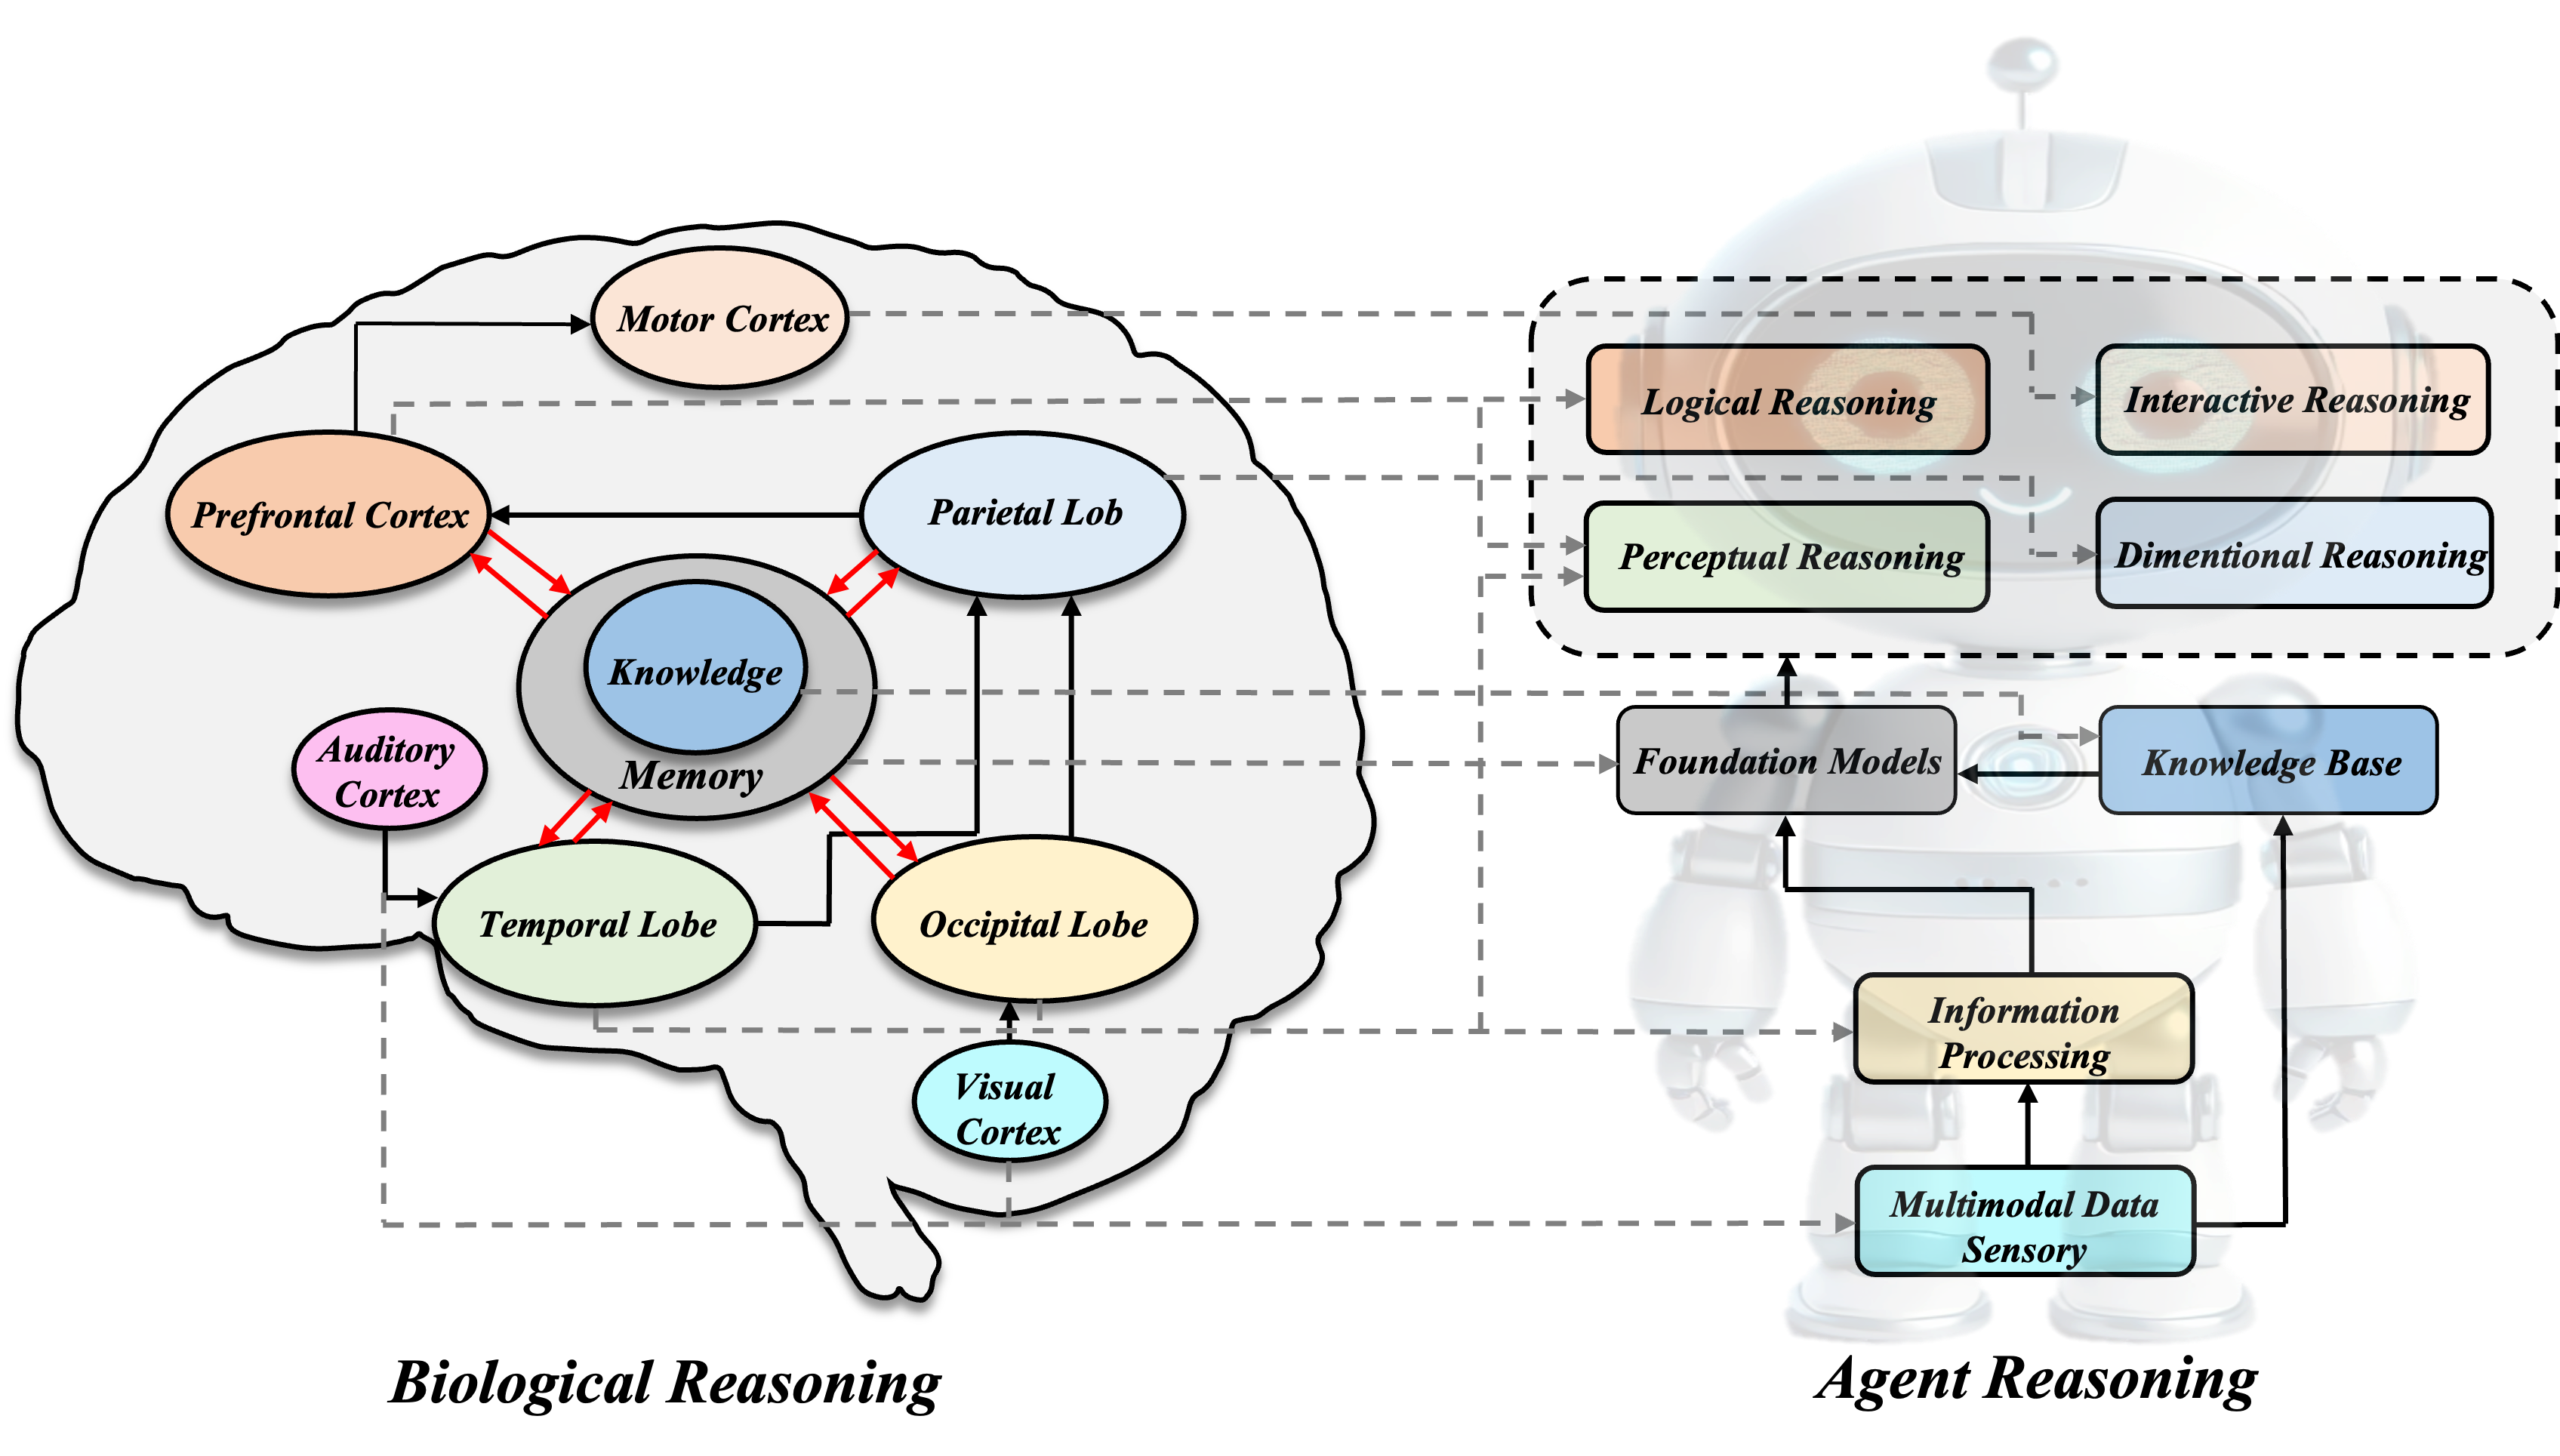 Motor Cortex
Prefrontal Cortex
Parietal Lob
Knowledge
Memory
Auditory
Cortex
Temporal Lobe
Occipital Lobe
Visual
Cortex
Biological Reasoning
Logical Reasoning
Interactive Reasoning
Perceptual Reasoning
Dimentional Reasoning
Foundation Models
Knowledge Base
Information
Processing
Multimodal Data
Sensory
Agent Reasoning